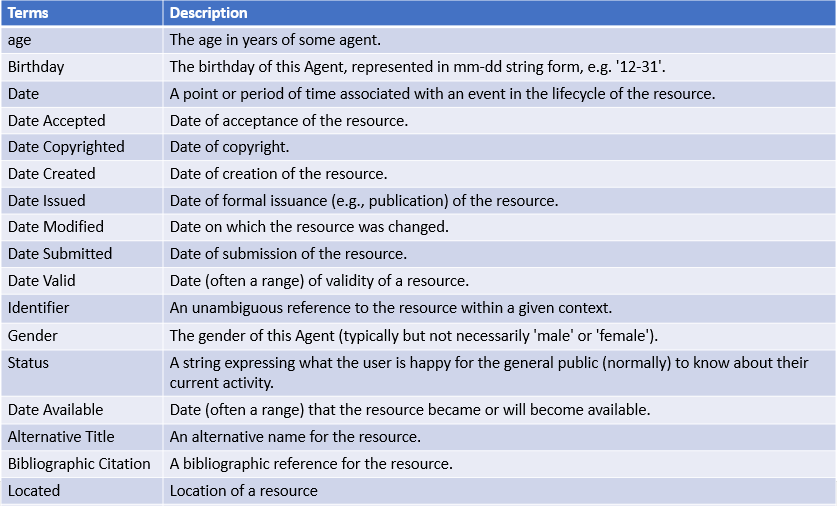 Terms Description
age The age in years of some agent.
Birthday The birthday of this Agent, represented in mm-dd string form, e.g. '12-31'.
Date A point or period of time associated with an event in the lifecycle of the resource.
Date Accepted Date of acceptance of the resource.
Date Copyrighted Date of copyright.
Date Created Date of creation of the resource.
Date Issued Date of formal issuance (e.g., publication) of the resource.
Date Modified Date on which the resource was changed.
Date Submitted Date of submission of the resource.
Date Valid Date (often a range) of validity of a resource.
Identifier An unambiguous reference to the resource within a given context.
Gender The gender of this Agent (typically but not necessarily 'male' or 'female').
Status A string expressing what the user is happy for the general public (normally) to know about their
current activity.
Date Available Date (often a range) that the resource became or will become available.
Alternative Title An alternative name for the resource.
Bibliographic Citation A bibliographic reference for the resource.
Located Location of a resource